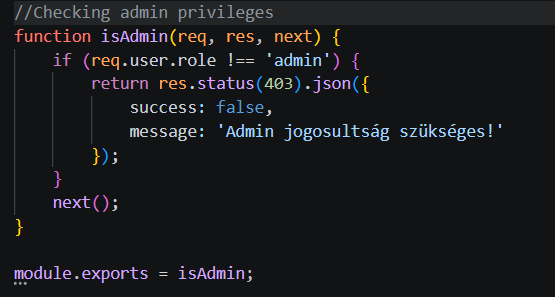 //Checking admin privileges
function isAdmin(req, res, next) {
    if (req.user.role !== 'admin') {
        return res.status(403).json({
            success: false,
            message: 'Admin jogosultság szükséges!'
        });
    }
    next();
}

module.exports = isAdmin;